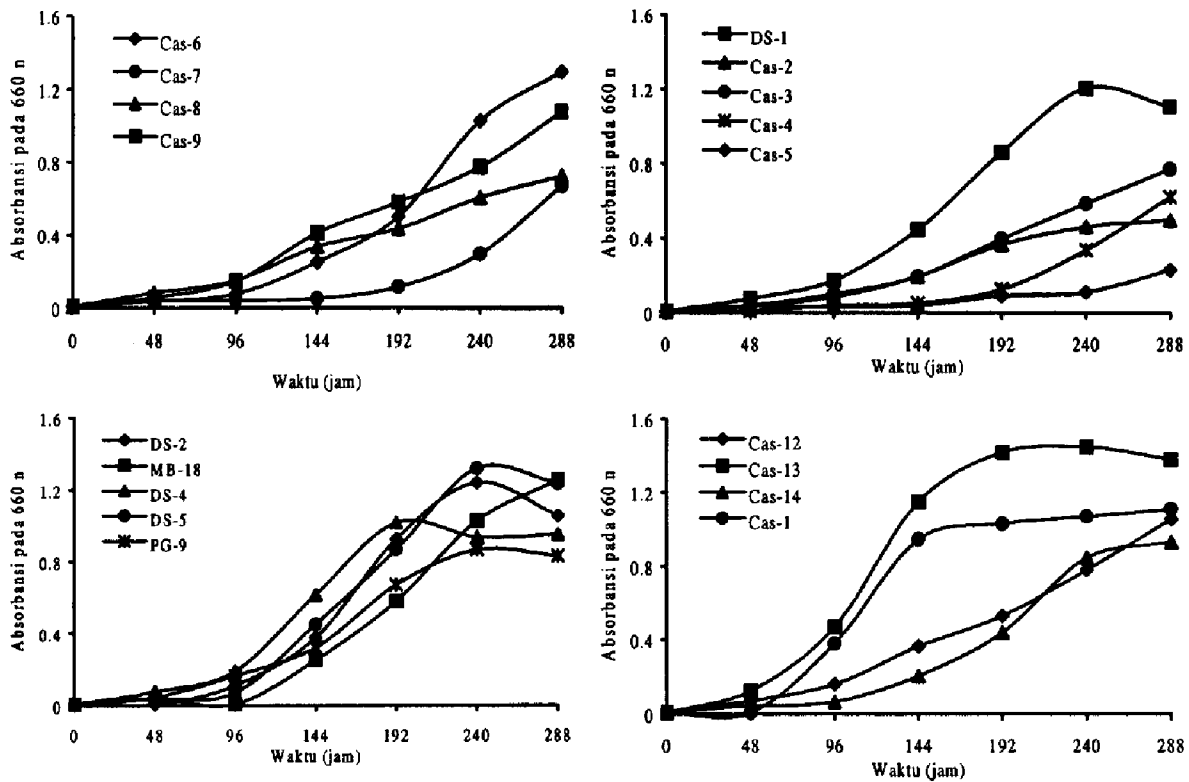 1.6
1.2
0.8
0.4
0
Absorbansi pada 660 n
Cas-6
Cas-7
Cas-8
Cas-9
0 48 96 144 192 240 288
Waktu (jam)
1.6
1.2
0.8
0.4
0
Absorbansi pada 660 n
DS-1
Cas-2
Cas-3
Cas-4
Cas-5
0 48 96 144 192 240 288
Waktu (jam)
1.6
1.2
0.8
0.4
0
Absorbansi pada 660 n
DS-2
MB-18
DS-4
DS-5
PG-9
0 48 96 144 192 240 288
Waktu (jam)
1.6
1.2
0.8
0.4
0
Absorbansi pada 660 n
Cas-12
Cas-13
Cas-14
Cas-1
0 48 96 144 192 240 288
Waktu (jam)